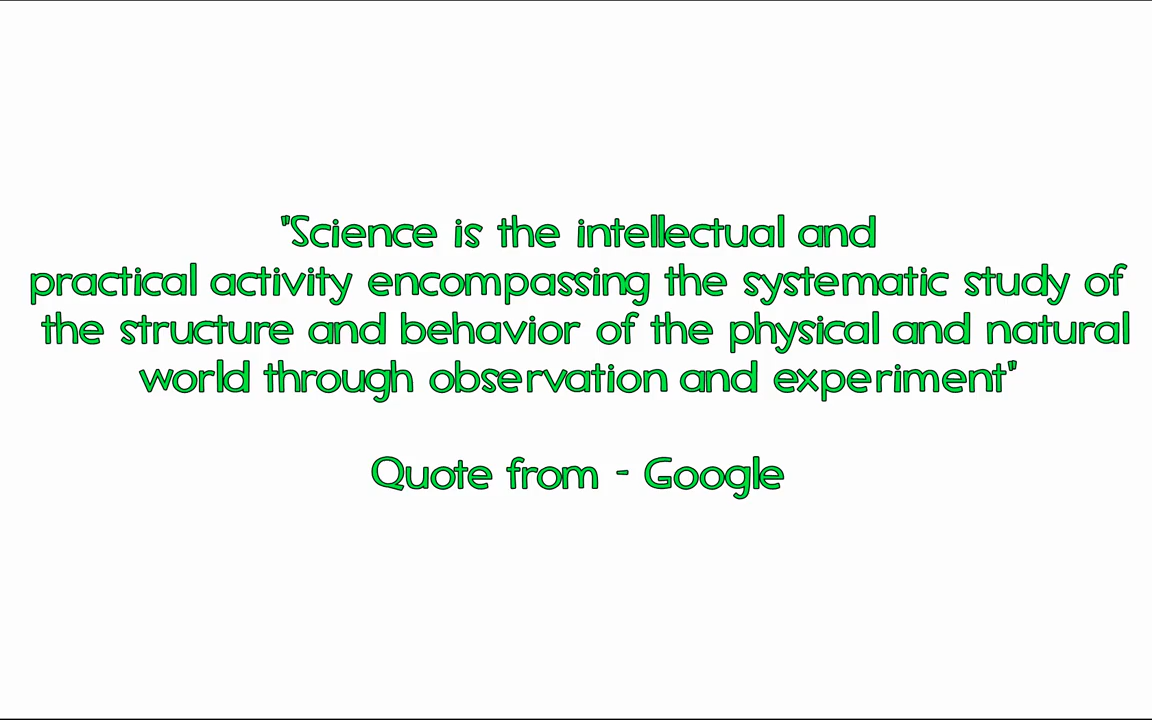 "Science is the intellectual and
practical activity encompassing the systematic study of
the structure and behavior of the physical and natural
world through observation and experiment"
Quote from - Google